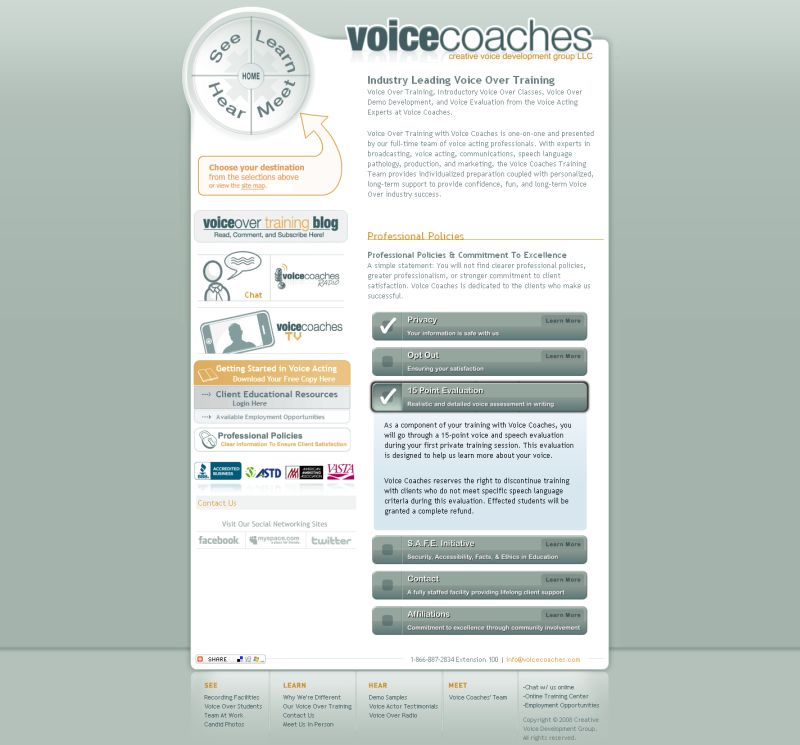 See
Learn
HOME
Hear
Meet
voicecoaches
creative voice development group LLC
Choose your destination
from the selections above
or view the site map.
voiceover training blog
Read, Comment, and Subscribe Here!
Chat
voicecoaches
RADIO
voicecoaches
TV
Getting Started in Voice Acting
Download Your Free Copy Here
Client Educational Resources
Login Here
Available Employment Opportunities
Professional Policies
Clear Information To Ensure Client Satisfaction
BBB
ACCREDITED
BUSINESS
ASTD
AMERICAN
MARKETING
ASSOCIATION
VASTA
Contact Us
Visit Our Social Networking Sites
facebook
myspace.com
a place for friends
twitter
Industry Leading Voice Over Training
Voice Over Training, Introductory Voice Over Classes, Voice Over
Demo Development, and Voice Evaluation from the Voice Acting
Experts at Voice Coaches.
Voice Over Training with Voice Coaches is one-on-one and presented
by our full-time team of voice acting professionals. With experts in
broadcasting, voice acting, communications, speech language
pathology, production, and marketing, the Voice Coaches Training
Team provides individualized preparation coupled with personalized,
long-term support to provide confidence, fun, and long-term Voice
Over industry success.
Professional Policies
Professional Policies & Commitment To Excellence
A simple statement: You will not find clearer professional policies,
greater professionalism, or stronger commitment to client
satisfaction. Voice Coaches is dedicated to the clients who make us
successful.
Privacy
Learn More
Your information is safe with us
Opt Out
Learn More
Ensuring your satisfaction
15 Point Evaluation
Realistic and detailed voice assessment in writing
As a component of your training with Voice Coaches, you
will go through a 15-point voice and speech evaluation
during your first private training session. This evaluation
is designed to help us learn more about your voice.
Voice Coaches reserves the right to discontinue training
with clients who do not meet specific speech language
criteria during this evaluation. Effected students will be
granted a complete refund.
S.A.F.E. Initiative
Learn More
Security, Accessibility, Facts, & Ethics in Education
Contact
Learn More
A fully staffed facility providing lifelong client support
Affiliations
Learn More
Commitment to excellence through community involvement
SHARE
1-866-887-2834 Extension 100 | info@voicecoaches.com
SEE
Recording Facilities
Voice Over Students
Team At Work
Candid Photos
LEARN
Why We're Different
Our Voice Over Training
Contact Us
Meet Us In Person
HEAR
Demo Samples
Voice Actor Testimonials
Voice Over Radio
MEET
Voice Coaches' Team
-Chat w/ us online
-Online Training Center
-Employment Opportunities
Copyright © 2008 Creative
Voice Development Group.
All rights reserved.